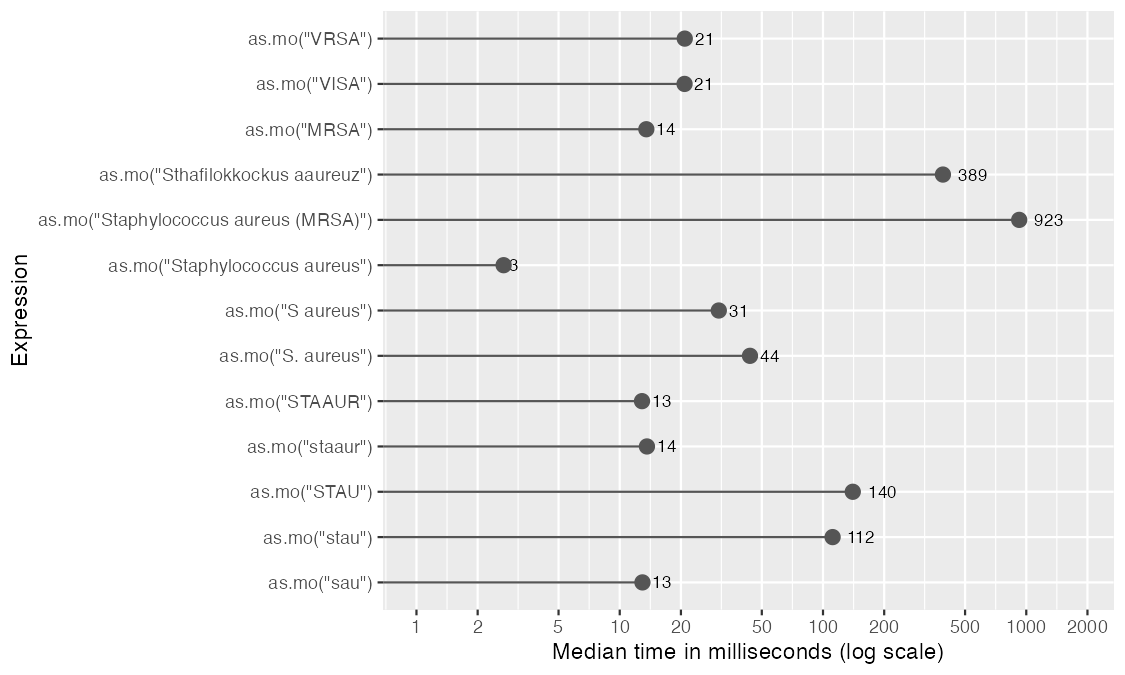 as.mo("VRSA") 21
as.mo("VISA") 21
as.mo("MRSA") 14
as.mo("Sthafilokkockus aaureuz") 389
as.mo("Staphylococcus aureus (MRSA)") 923
as.mo("Staphylococcus aureus") 3
as.mo("S aureus") 31
as.mo("S. aureus") 44
as.mo("STAAUR") 13
as.mo("staaur") 14
as.mo("STAU") 140
as.mo("stau") 112
as.mo("sau") 13
Expression
1 2 5 10 20 50 100 200 500 1000 2000
Median time in milliseconds (log scale)